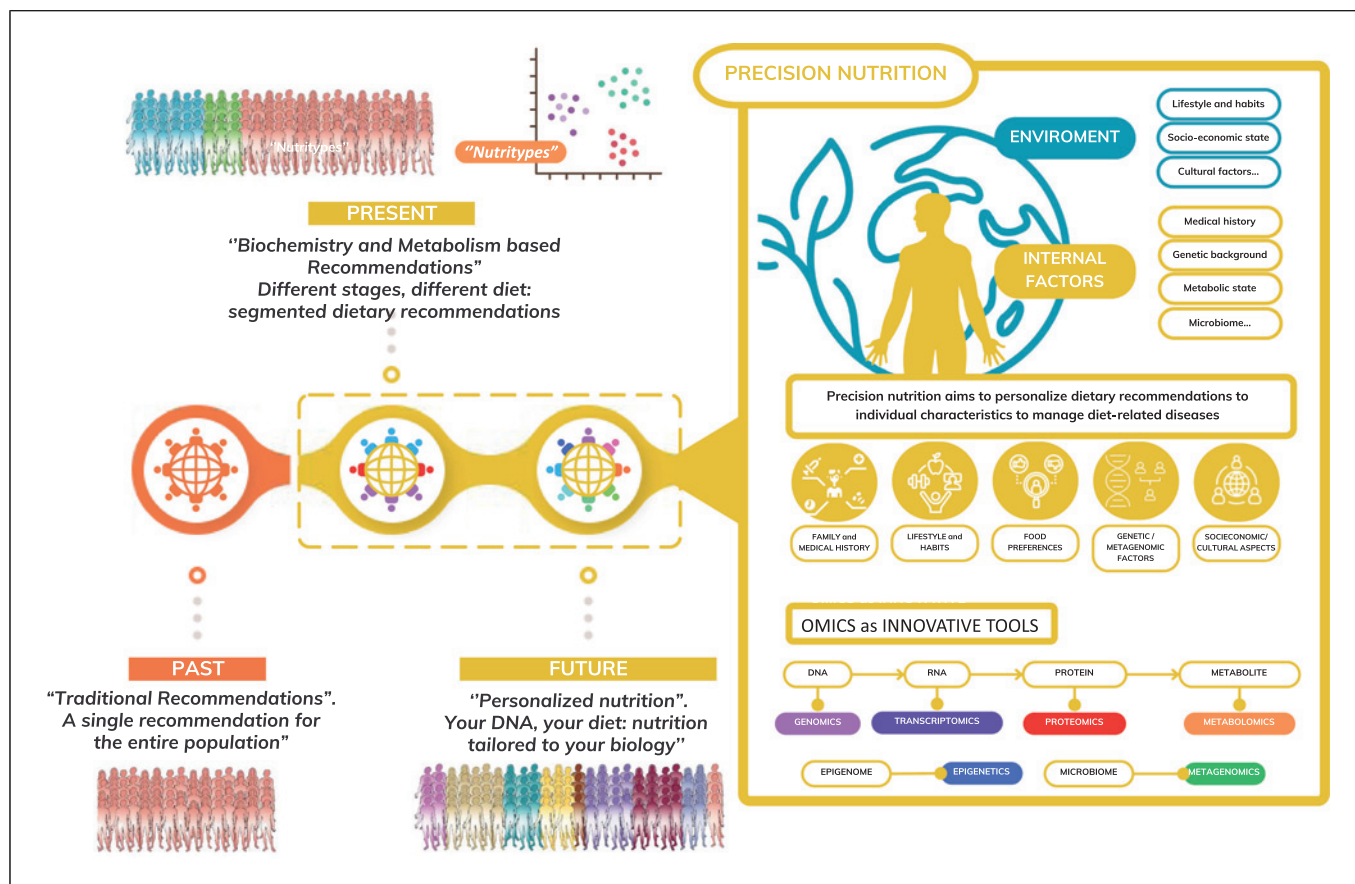 "Nutritypes"
"Nutritypes"
PRESENT
‘’Biochemistry and Metabolism based
Recommendations”
Different stages, different diet:
segmented dietary recommendations
PAST
“Traditional Recommendations”.
A single recommendation for
the entire population”
FUTURE
‘’Personalized nutrition”.
Your DNA, your diet: nutrition
tailored to your biology’’
PRECISION NUTRITION
ENVIROMENT
Lifestyle and habits
Socio-economic state
Cultural factors...
INTERNAL
FACTORS
Medical history
Genetic background
Metabolic state
Microbiome...
Precision nutrition aims to personalize dietary recommendations to
individual characteristics to manage diet-related diseases
FAMILY and
MEDICAL HISTORY
LIFESTYLE and
HABITS
FOOD
PREFERENCES
GENETIC /
METAGENOMIC
FACTORS
SOCIECONOMIC/
CULTURAL ASPECTS
OMICS as INNOVATIVE TOOLS
DNA
RNA
PROTEIN
METABOLITE
GENOMICS
TRANSCRIPTOMICS
PROTEOMICS
METABOLOMICS
EPIGENOME
EPIGENETICS
MICROBIOME
METAGENOMICS